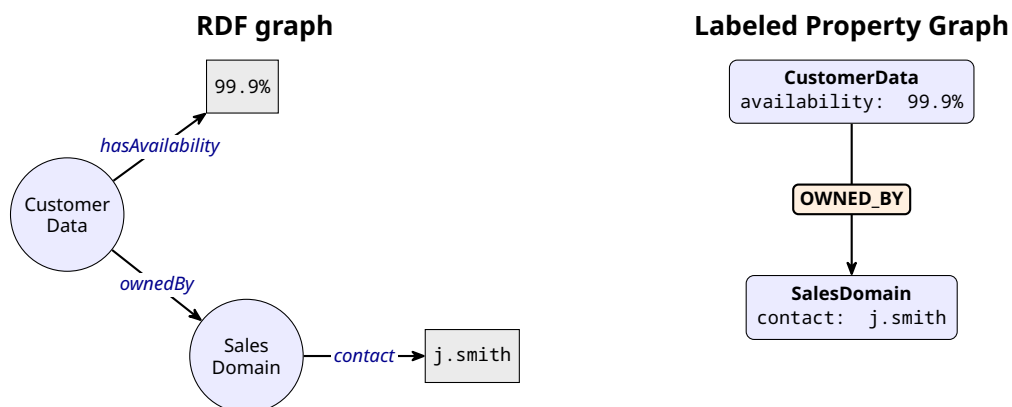 RDF graph
99.9%
hasAvailability
Customer
Data
ownedBy
Sales
Domain
contact
j.smith
Labeled Property Graph
CustomerData
availability:  99.9%
OWNED_BY
SalesDomain
contact:  j.smith